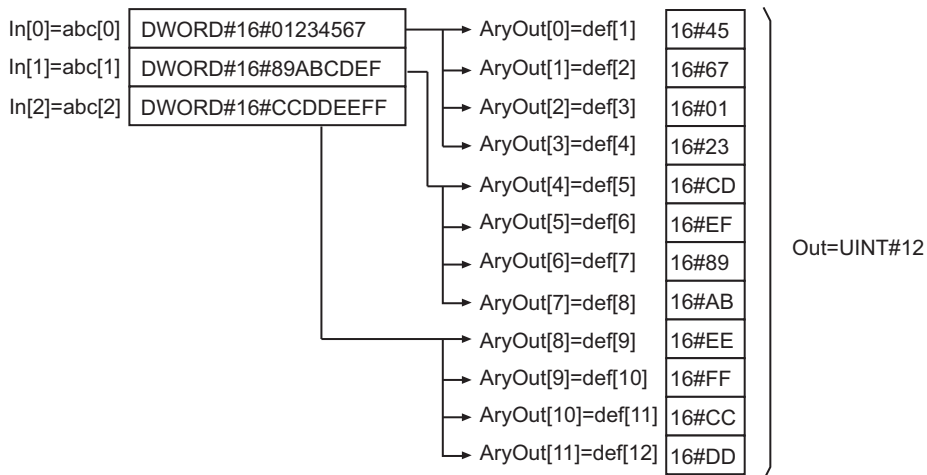 In[0]=abc[0] DWORD#16#01234567 AryOut[0]=def[1] 16#45
In[1]=abc[1] DWORD#16#89ABCDEF AryOut[1]=def[2] 16#67
In[2]=abc[2] DWORD#16#CCDDEEFF AryOut[2]=def[3] 16#01
AryOut[3]=def[4] 16#23
AryOut[4]=def[5] 16#CD
AryOut[5]=def[6] 16#EF
AryOut[6]=def[7] 16#89
Out=UINT#12
AryOut[7]=def[8] 16#AB
AryOut[8]=def[9] 16#EE
AryOut[9]=def[10] 16#FF
AryOut[10]=def[11] 16#CC
AryOut[11]=def[12] 16#DD